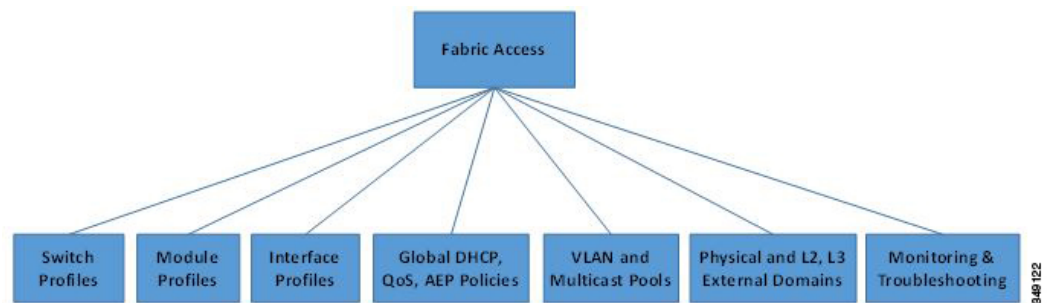 Fabric Access
Switch
Profiles
Module
Profiles
Interface
Profiles
Global DHCP,
QoS, AEP Policies
VLAN and
Multicast Pools
Physical and L2, L3
External Domains
Monitoring &
Troubleshooting
349122